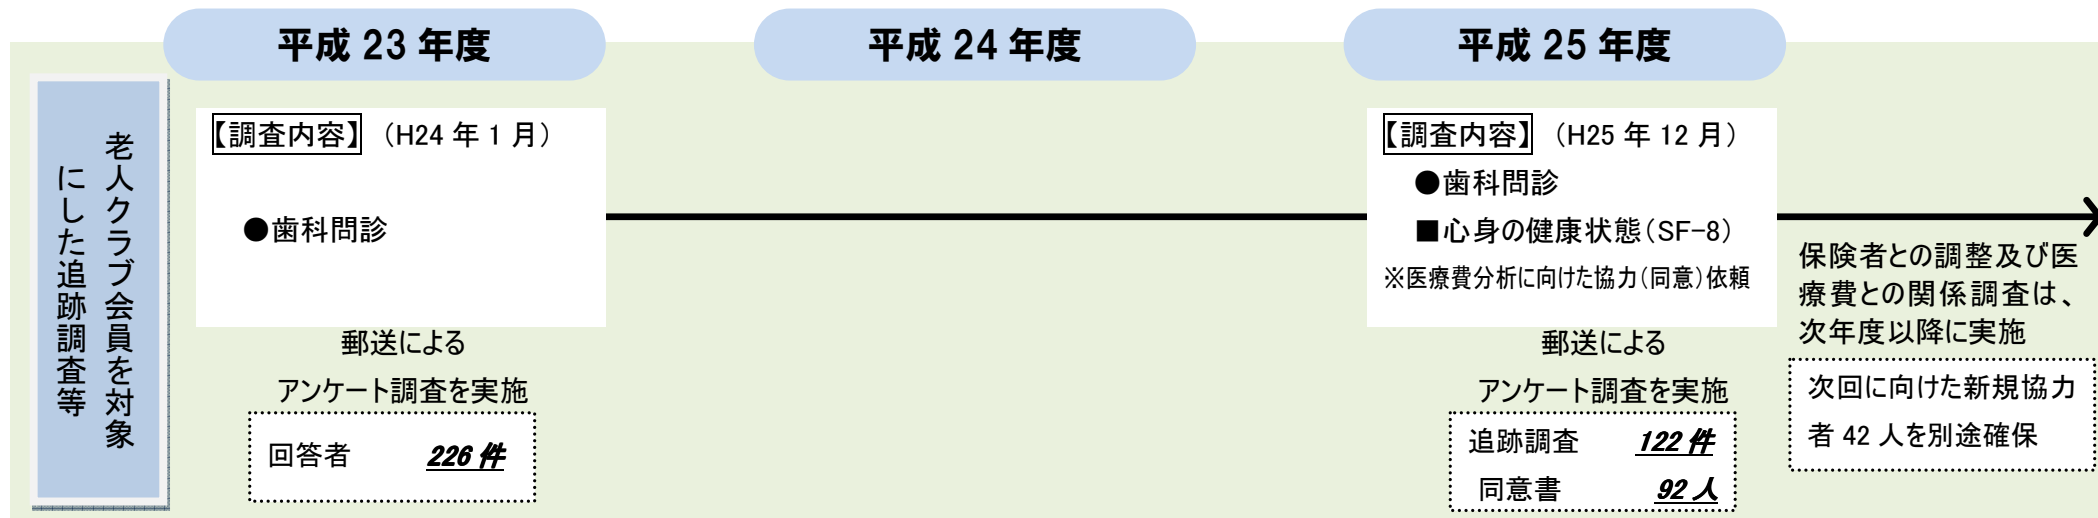 平成 23 年度
平成 24 年度
平成 25 年度
老人クラブ会員を対象
にした追跡調査等
【調査内容】 (H24 年 1 月)
●歯科問診
郵送による
アンケート調査を実施
回答者 226 件
【調査内容】 (H25 年 12 月)
●歯科問診
■心身の健康状態(SF-8)
※医療費分析に向けた協力(同意)依頼
郵送による
アンケート調査を実施
追跡調査 122 件
同意書 92 人
保険者との調整及び医
療費との関係調査は、
次年度以降に実施
次回に向けた新規協力
者 42 人を別途確保